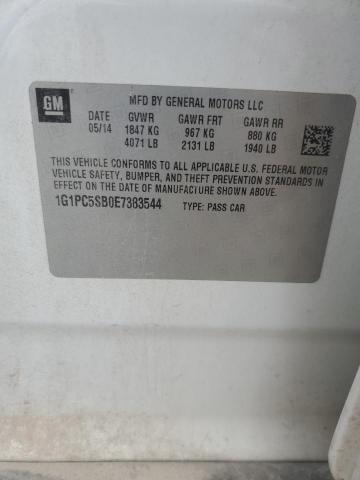 GM
MFD BY GENERAL MOTORS LLC
DATE GVWR GAWR FRT GAWR RR
05/14 1847 KG 967 KG 880 KG
4071 LB 2131 LB 1940 LB
THIS VEHICLE CONFORMS TO ALL APPLICABLE U.S. FEDERAL MOTOR
VEHICLE SAFETY, BUMPER, AND THEFT PREVENTION STANDARDS IN
EFFECT ON THE DATE OF MANUFACTURE SHOWN ABOVE.
1G1PC5SB0E7383544 TYPE: PASS CAR